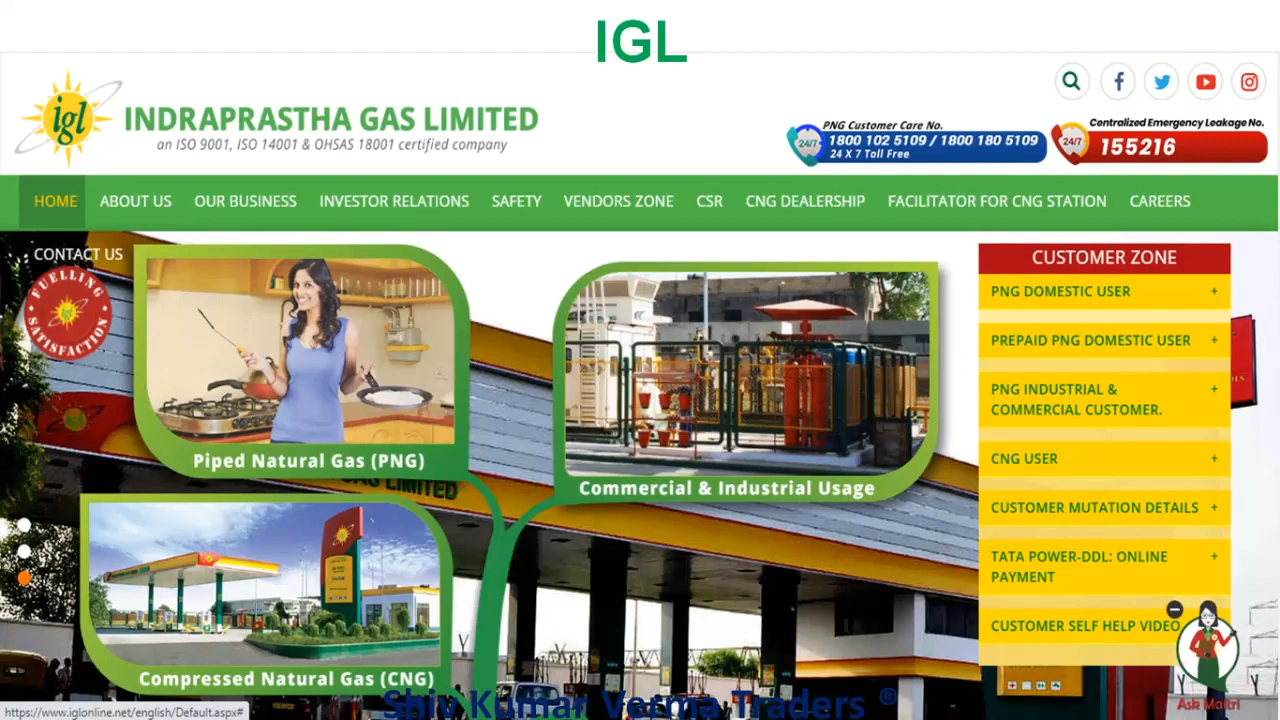 IGL
igl
INDRAPRASTHA GAS LIMITED
an ISO 9001, ISO 14001 & OHSAS 18001 certified company
24/7
PNG Customer Care No.
1800 102 5109 / 1800 180 5109
24 X 7 Toll Free
24/7
Centralized Emergency Leakage No.
155216
HOME ABOUT US OUR BUSINESS INVESTOR RELATIONS SAFETY VENDORS ZONE CSR CNG DEALERSHIP FACILITATOR FOR CNG STATION CAREERS
CONTACT US
FUELLING
SATISFACTION
Piped Natural Gas (PNG)
Commercial & Industrial Usage
GAS LIMITED
Compressed Natural Gas (CNG)
CUSTOMER ZONE
PNG DOMESTIC USER +
PREPAID PNG DOMESTIC USER +
PNG INDUSTRIAL & +
COMMERCIAL CUSTOMER.
CNG USER +
CUSTOMER MUTATION DETAILS +
TATA POWER-DDL: ONLINE +
PAYMENT
CUSTOMER SELF HELP VIDEO
Ask Maitri
Shiv Kumar Verma Traders ®
https://www.iglonline.net/english/Default.aspx#